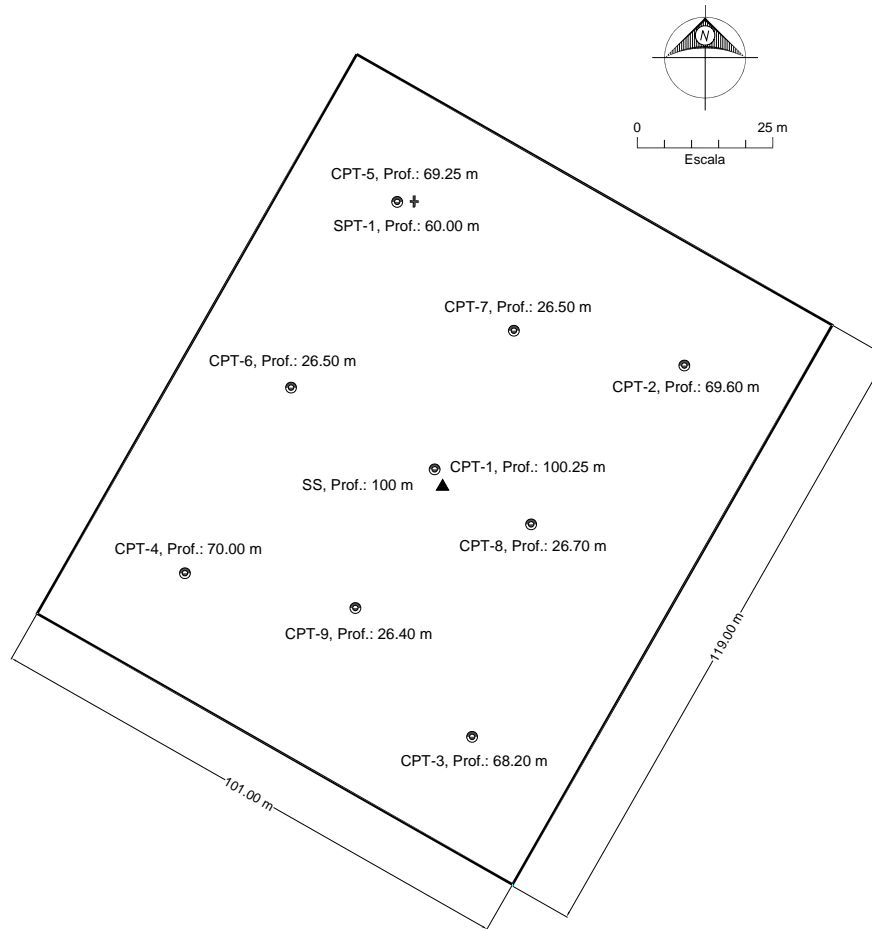 N
0 25 m
Escala
CPT-5, Prof.: 69.25 m
SPT-1, Prof.: 60.00 m
CPT-7, Prof.: 26.50 m
CPT-6, Prof.: 26.50 m
CPT-2, Prof.: 69.60 m
CPT-1, Prof.: 100.25 m
SS, Prof.: 100 m
CPT-8, Prof.: 26.70 m
CPT-4, Prof.: 70.00 m
CPT-9, Prof.: 26.40 m
119.00 m
CPT-3, Prof.: 68.20 m
101.00 m